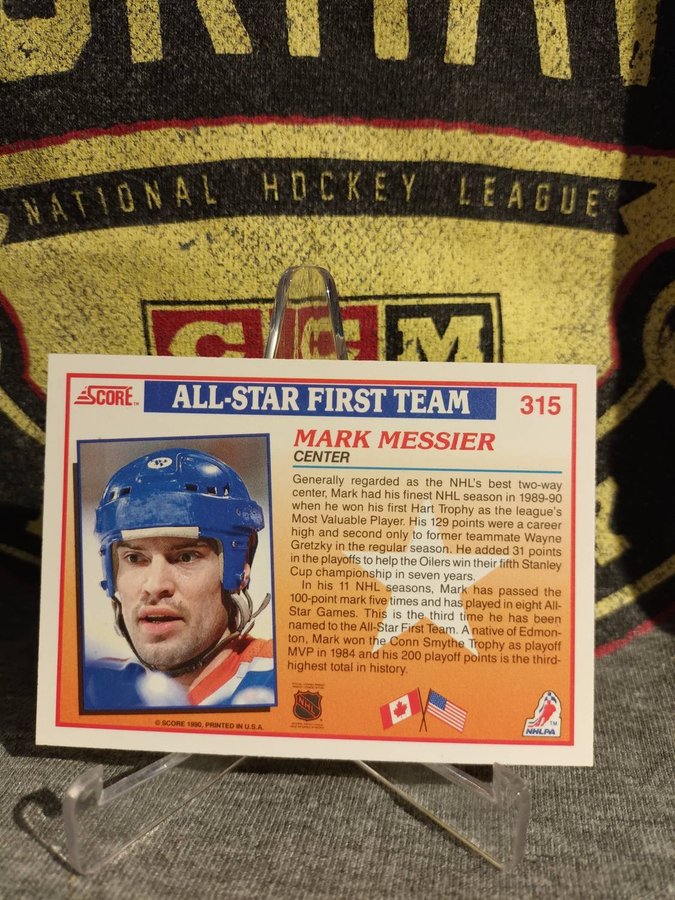 NATIONAL HOCKEY LEAGUE
CCM
SCORE™ ALL-STAR FIRST TEAM 315
MARK MESSIER
CENTER
Generally regarded as the NHL's best two-way
center, Mark had his finest NHL season in 1989-90
when he won his first Hart Trophy as the league's
Most Valuable Player. His 129 points were a career
high and second only to former teammate Wayne
Gretzky in the regular season. He added 31 points
in the playoffs to help the Oilers win their fifth Stanley
Cup championship in seven years.
In his 11 NHL seasons, Mark has passed the
100-point mark five times and has played in eight All-
Star Games. This is the third time he has been
named to the All-Star First Team. A native of Edmon-
ton, Mark won the Conn Smythe Trophy as playoff
MVP in 1984 and his 200 playoff points is the third-
highest total in history.
© SCORE 1990, PRINTED IN U.S.A.
NHL
TM
NHLPA